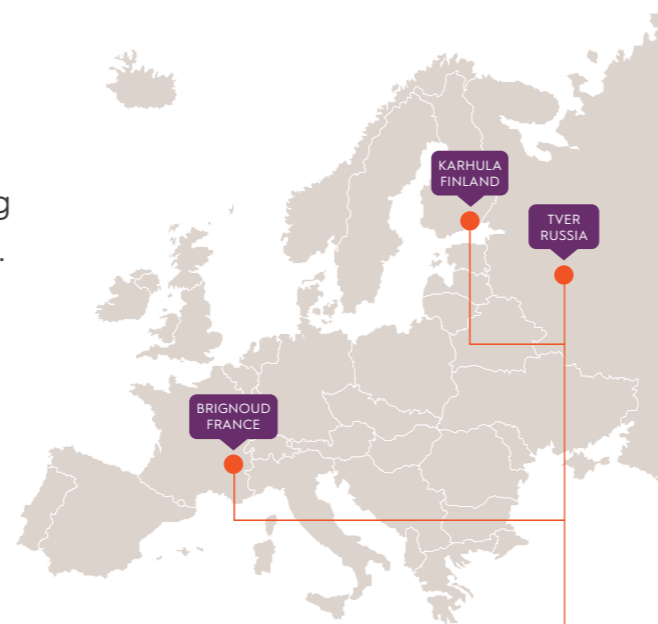 KARHULA
FINLAND
g
TVER
RUSSIA
.
BRIGNOUD
FRANCE